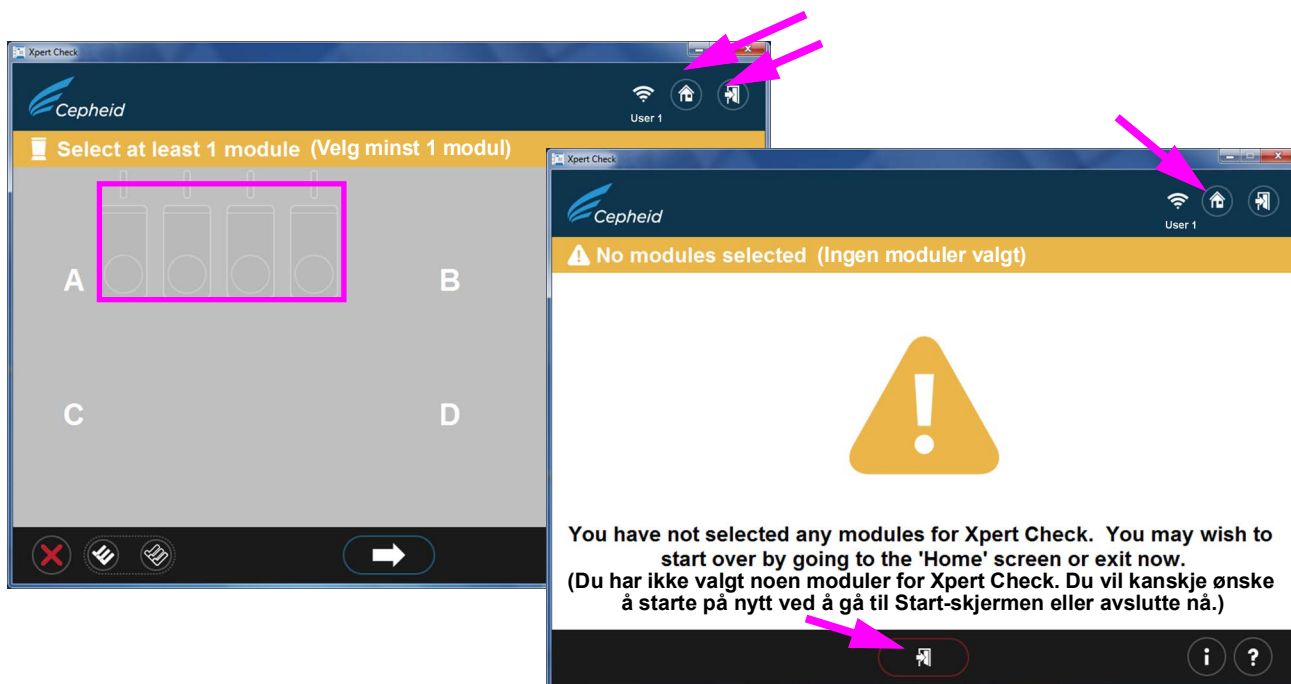 Xpert Check
Cepheid
User 1
Select at least 1 module (Velg minst 1 modul)
A
B
C
D
Xpert Check
Cepheid
User 1
No modules selected (Ingen moduler valgt)
You have not selected any modules for Xpert Check. You may wish to
start over by going to the 'Home' screen or exit now.
(Du har ikke valgt noen moduler for Xpert Check. Du vil kanskje ønske
å starte på nytt ved å gå til Start-skjermen eller avslutte nå.)
i ?